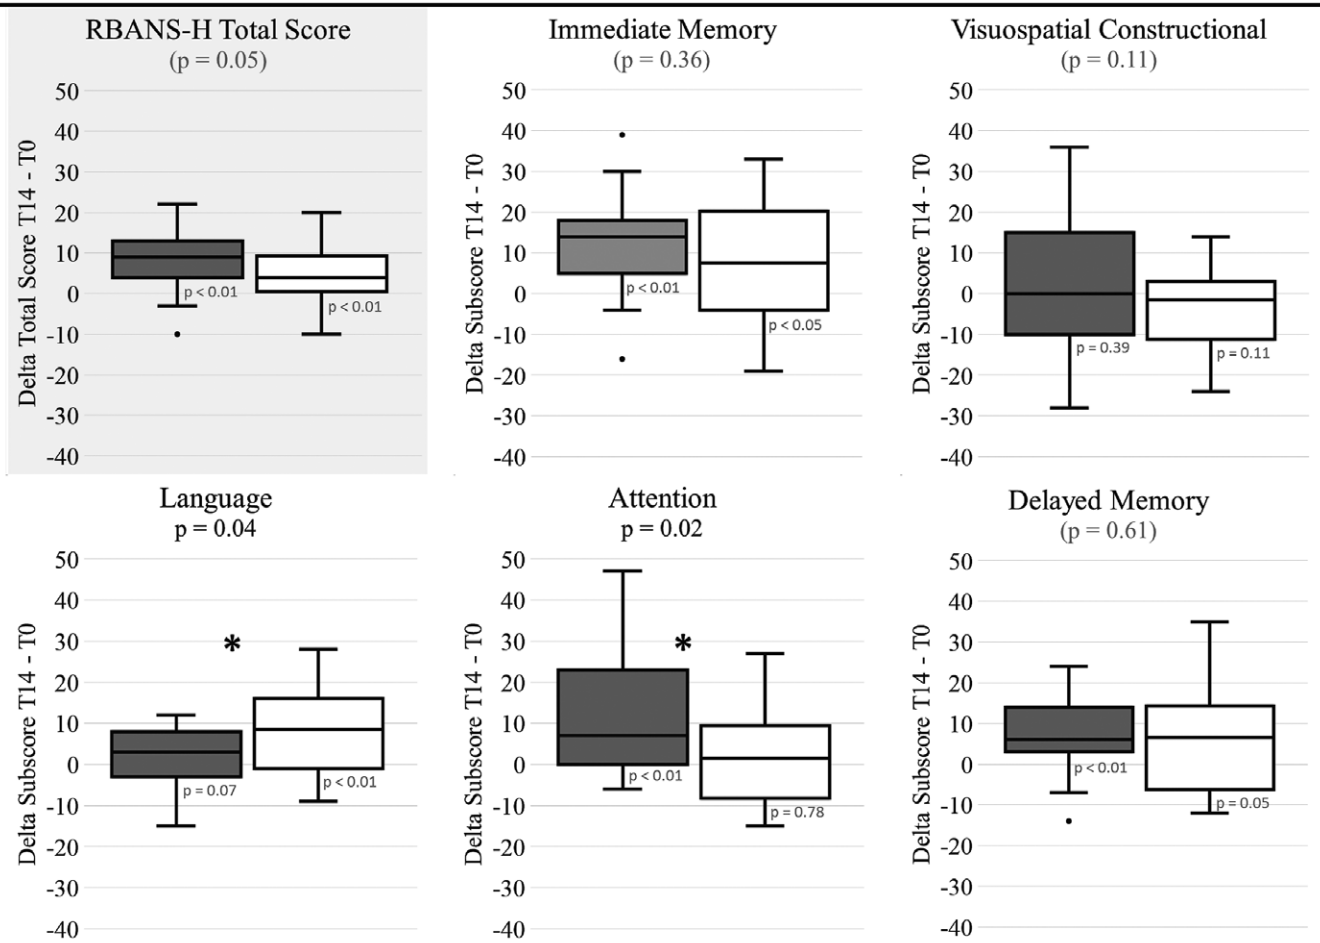 RBANS-H Total Score
(p = 0.05)
Delta Total Score T14 - T0
50
40
30
20
10
0
-10
-20
-30
-40
p < 0.01
p < 0.01
Immediate Memory
(p = 0.36)
Delta Subscore T14 - T0
50
40
30
20
10
0
-10
-20
-30
-40
p < 0.01
p < 0.05
Visuospatial Constructional
(p = 0.11)
Delta Subscore T14 - T0
50
40
30
20
10
0
-10
-20
-30
-40
p = 0.39
p = 0.11
Language
p = 0.04
Delta Subscore T14 - T0
50
40
30
20
10
0
-10
-20
-30
-40
*
p = 0.07
p < 0.01
Attention
p = 0.02
Delta Subscore T14 - T0
50
40
30
20
10
0
-10
-20
-30
-40
*
p < 0.01
p = 0.78
Delayed Memory
(p = 0.61)
Delta Subscore T14 - T0
50
40
30
20
10
0
-10
-20
-30
-40
p < 0.01
p = 0.05